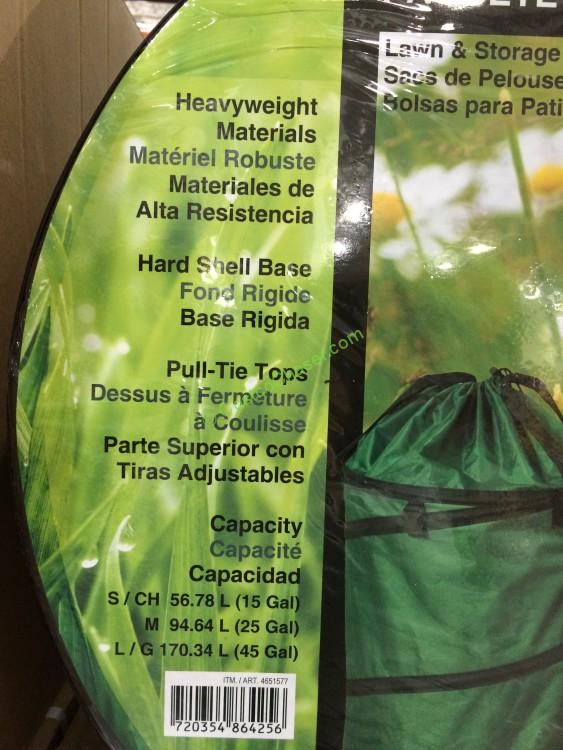 Lawn & Storage
Sacs de Pelouse
Bolsas para Pati
Heavyweight
Materials
Matériel Robuste
Materiales de
Alta Resistencia
Hard Shell Base
Fond Rigide
Base Rigida
Pull-Tie Tops
Dessus à Fermeture
à Coulisse
Parte Superior con
Tiras Adjustables
Capacity
Capacité
Capacidad
S / CH 56.78 L (15 Gal)
M 94.64 L (25 Gal)
L / G 170.34 L (45 Gal)
ITM. / ART. 4651577
720354 864256